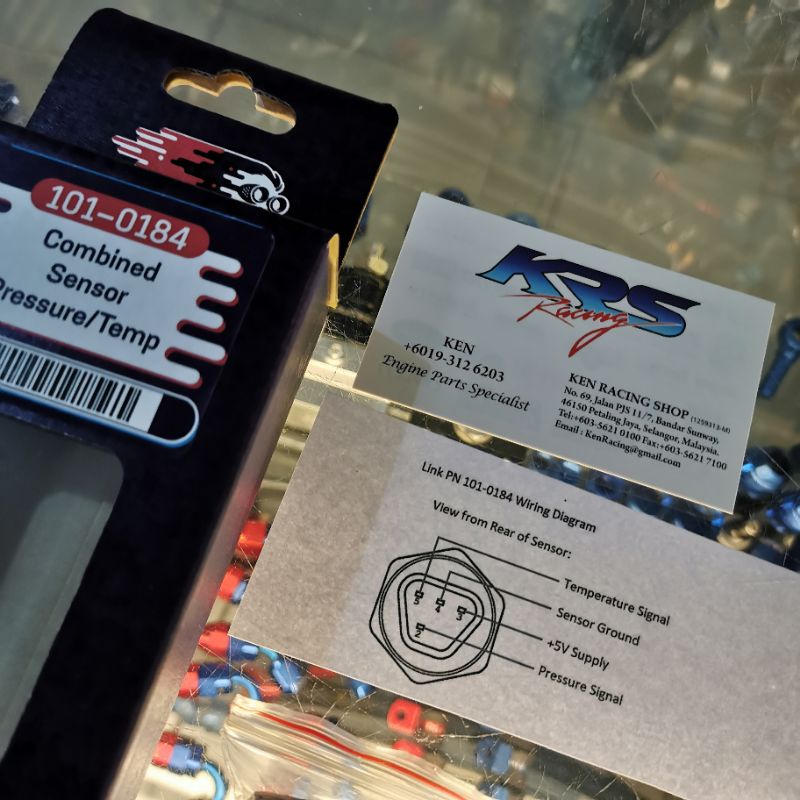 101-0184
Combined
Sensor
Pressure/Temp
KRS
Racing
KEN
+6019-312 6203
Engine Parts Specialist
KEN RACING SHOP (1259313-M)
No. 69, Jalan PJS 11/7, Bandar Sunway,
46150 Petaling Jaya, Selangor, Malaysia.
Tel:+603-5621 0100 Fax:+603-5621 7100
Email : KenRacing@gmail.com
Link PN 101-0184 Wiring Diagram
View from Rear of Sensor:
Temperature Signal
Sensor Ground
+5V Supply
Pressure Signal
4
2